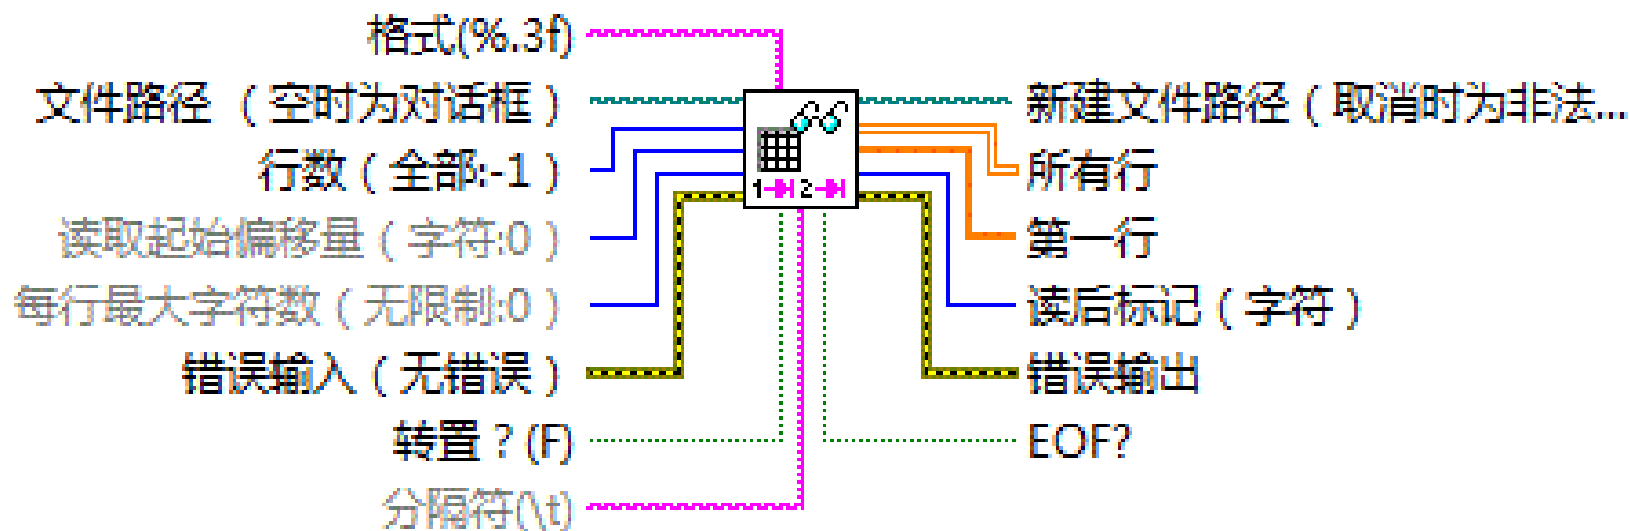 格式(%.3f)
文件路径 （空时为对话框）
行数（全部:-1）
读取起始偏移量（字符:0）
每行最大字符数（无限制:0）
错误输入（无错误）
转置？(F)
分隔符(\t)
1 2
新建文件路径（取消时为非法...
所有行
第一行
读后标记（字符）
错误输出
EOF?